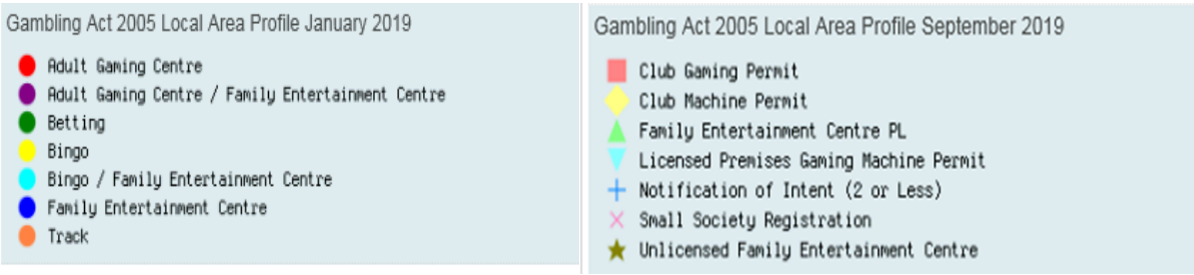 Gambling Act 2005 Local Area Profile January 2019
Adult Gaming Centre
Adult Gaming Centre / Family Entertainment Centre
Betting
Bingo
Bingo / Family Entertainment Centre
Family Entertainment Centre
Track
Gambling Act 2005 Local Area Profile September 2019
Club Gaming Permit
Club Machine Permit
Family Entertainment Centre PL
Licensed Premises Gaming Machine Permit
Notification of Intent (2 or Less)
Small Society Registration
Unlicensed Family Entertainment Centre